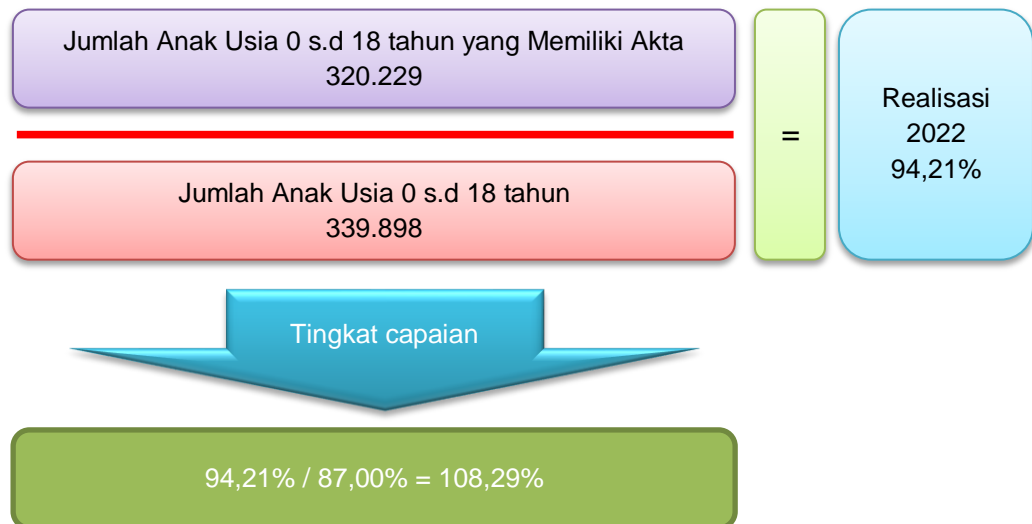 Jumlah Anak Usia 0 s.d 18 tahun yang Memiliki Akta
320.229
Jumlah Anak Usia 0 s.d 18 tahun
339.898
=
Realisasi
2022
94,21%
Tingkat capaian
94,21% / 87,00% = 108,29%